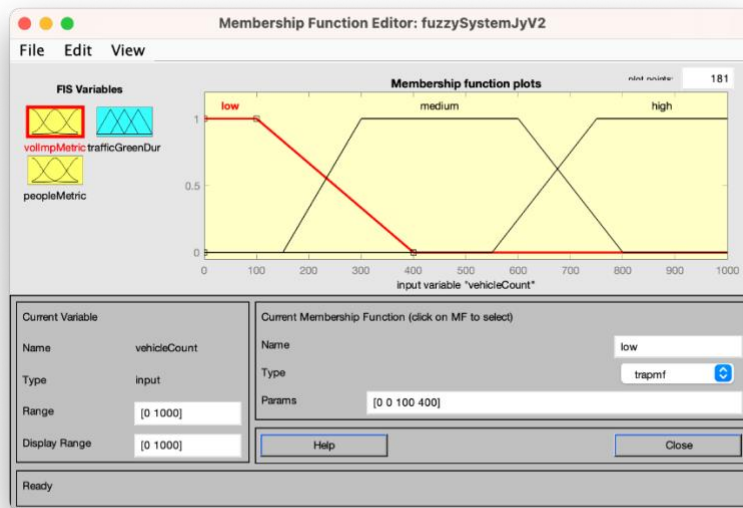 Membership Function Editor: fuzzySystemJyV2
File Edit View
FIS Variables
volImpMetric trafficGreenDur
peopleMetric
Membership function plots
plot points: 181
low medium high
1
0.5
0
0 100 200 300 400 500 600 700 800 900 1000
input variable "vehicleCount"
Current Variable
Name vehicleCount
Type input
Range [0 1000]
Display Range [0 1000]
Current Membership Function (click on MF to select)
Name low
Type trapmf
Params [0 0 100 400]
Help Close
Ready